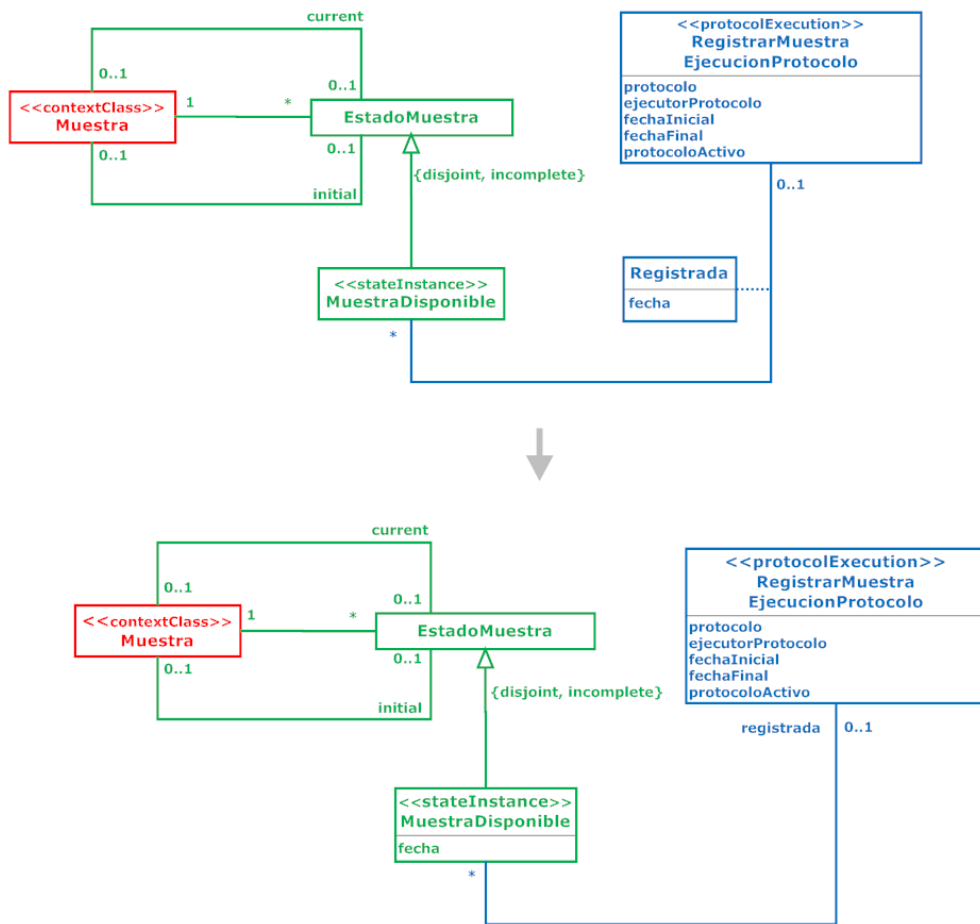 current
<<protocolExecution>>
RegistrarMuestra
EjecucionProtocolo
0..1
0..1
protocolo
ejecutorProtocolo
fechaInicial
fechaFinal
protocoloActivo
<<contextClass>>
Muestra
1
*
EstadoMuestra
0..1
0..1
{disjoint, incomplete}
initial
0..1
Registrada
fecha
<<stateInstance>>
MuestraDisponible
*
current
<<protocolExecution>>
RegistrarMuestra
EjecucionProtocolo
0..1
0..1
protocolo
ejecutorProtocolo
fechaInicial
fechaFinal
protocoloActivo
<<contextClass>>
Muestra
1
*
EstadoMuestra
0..1
0..1
{disjoint, incomplete}
initial
registrada
0..1
<<stateInstance>>
MuestraDisponible
fecha
*